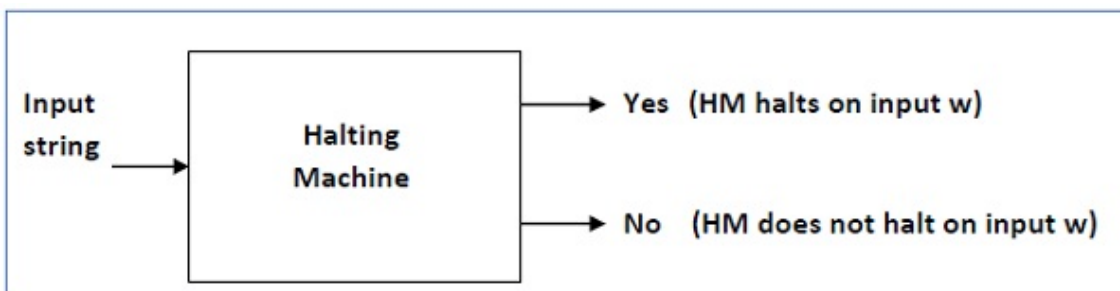 Input
string
Halting
Machine
Yes (HM halts on input w)
No (HM does not halt on input w)